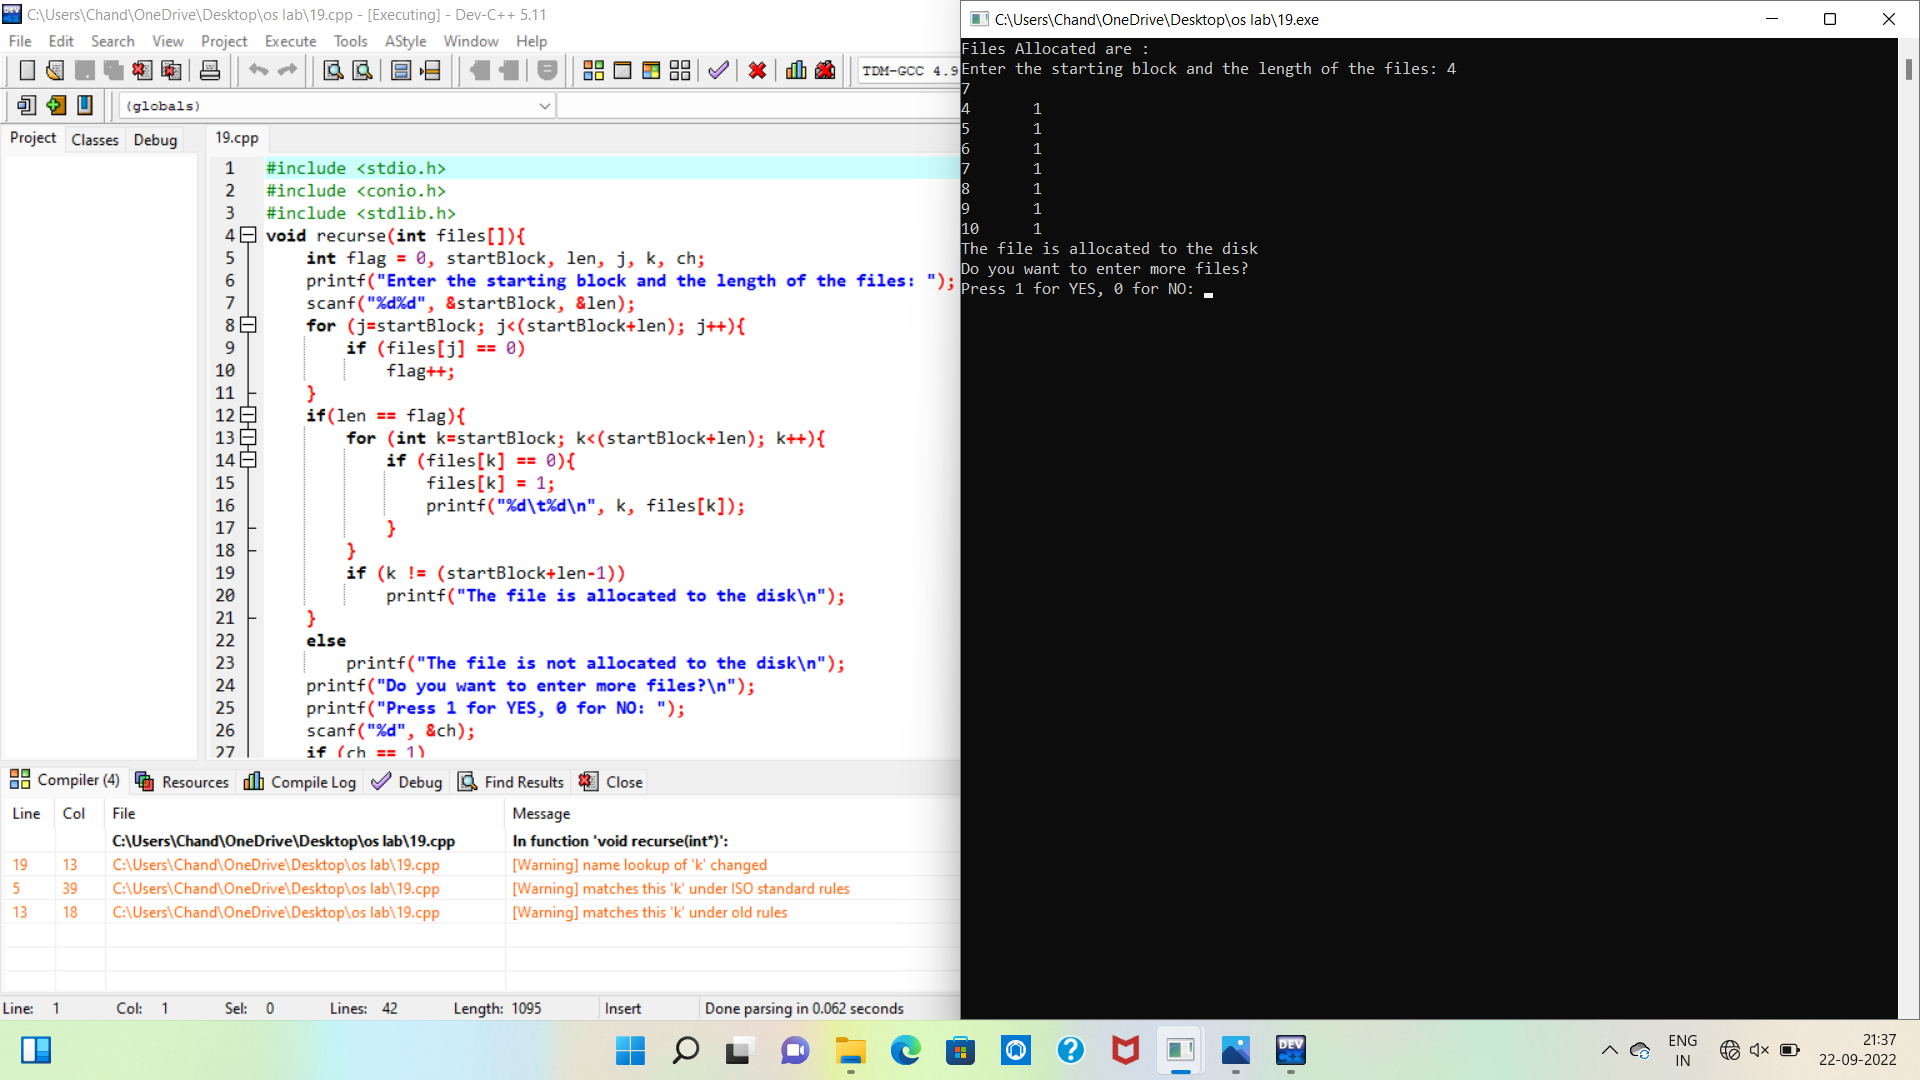 C:\Users\Chand\OneDrive\Desktop\os lab\19.cpp - [Executing] - Dev-C++ 5.11
File Edit Search View Project Execute Tools AStyle Window Help
TDM-GCC 4.9
(globals)
Project Classes Debug
19.cpp
1 #include <stdio.h>
2 #include <conio.h>
3 #include <stdlib.h>
4 void recurse(int files[]){
5 int flag = 0, startBlock, len, j, k, ch;
6 printf("Enter the starting block and the length of the files: ");
7 scanf("%d%d", &startBlock, &len);
8 for (j=startBlock; j<(startBlock+len); j++){
9 if (files[j] == 0)
10 flag++;
11 }
12 if(len == flag){
13 for (int k=startBlock; k<(startBlock+len); k++){
14 if (files[k] == 0){
15 files[k] = 1;
16 printf("%d\t%d\n", k, files[k]);
17 }
18 }
19 if (k != (startBlock+len-1))
20 printf("The file is allocated to the disk\n");
21 }
22 else
23 printf("The file is not allocated to the disk\n");
24 printf("Do you want to enter more files?\n");
25 printf("Press 1 for YES, 0 for NO: ");
26 scanf("%d", &ch);
27 if (ch == 1)
Compiler (4) Resources Compile Log Debug Find Results Close
Line Col File Message
C:\Users\Chand\OneDrive\Desktop\os lab\19.cpp In function 'void recurse(int*)':
19 13 C:\Users\Chand\OneDrive\Desktop\os lab\19.cpp [Warning] name lookup of 'k' changed
5 39 C:\Users\Chand\OneDrive\Desktop\os lab\19.cpp [Warning] matches this 'k' under ISO standard rules
13 18 C:\Users\Chand\OneDrive\Desktop\os lab\19.cpp [Warning] matches this 'k' under old rules
Line: 1 Col: 1 Sel: 0 Lines: 42 Length: 1095 Insert Done parsing in 0.062 seconds
C:\Users\Chand\OneDrive\Desktop\os lab\19.exe
Files Allocated are :
Enter the starting block and the length of the files: 4
7
4 1
5 1
6 1
7 1
8 1
9 1
10 1
The file is allocated to the disk
Do you want to enter more files?
Press 1 for YES, 0 for NO:
DEV C++
ENG
IN
21:37
22-09-2022